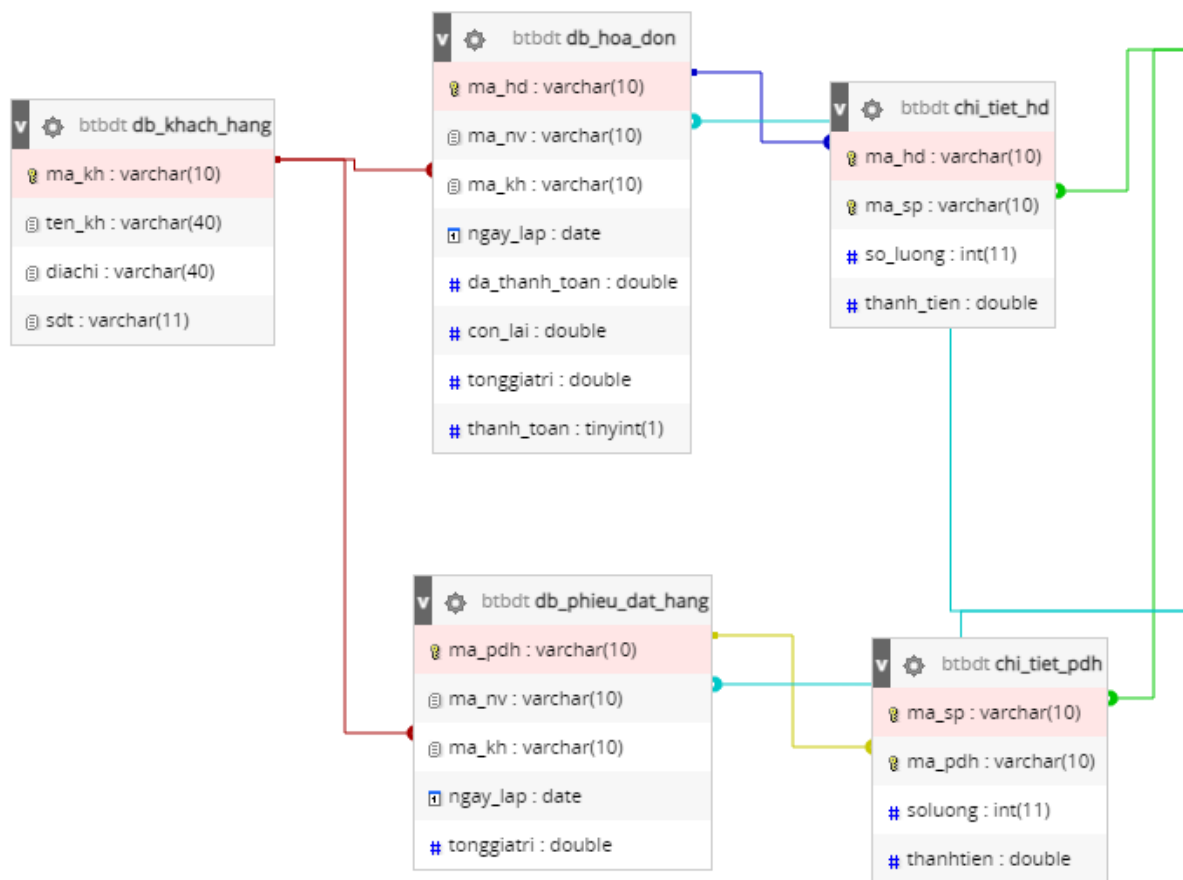 v btbdt db_khach_hang
ma_kh : varchar(10)
ten_kh : varchar(40)
diachi : varchar(40)
sdt : varchar(11)
v btbdt db_hoa_don
ma_hd : varchar(10)
ma_nv : varchar(10)
ma_kh : varchar(10)
ngay_lap : date
# da_thanh_toan : double
# con_lai : double
# tonggiatri : double
# thanh_toan : tinyint(1)
v btbdt chi_tiet_hd
ma_hd : varchar(10)
ma_sp : varchar(10)
# so_luong : int(11)
# thanh_tien : double
v btbdt db_phieu_dat_hang
ma_pdh : varchar(10)
ma_nv : varchar(10)
ma_kh : varchar(10)
ngay_lap : date
# tonggiatri : double
v btbdt chi_tiet_pdh
ma_sp : varchar(10)
ma_pdh : varchar(10)
# soluong : int(11)
# thanhtien : double